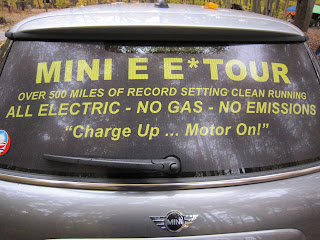 MINI E E*TOUR
OVER 500 MILES OF RECORD SETTING CLEAN RUNNING
ALL ELECTRIC - NO GAS - NO EMISSIONS
“Charge Up ... Motor On!”
MINI